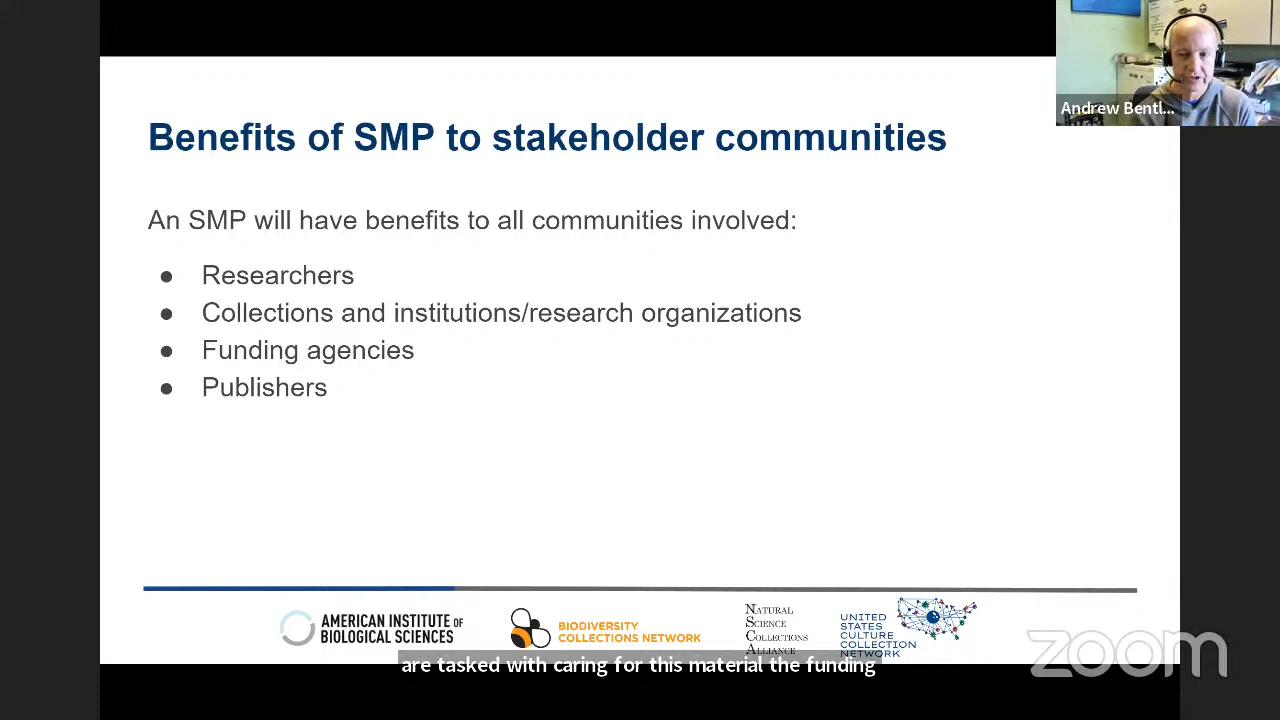 Andrew Bentl...
Benefits of SMP to stakeholder communities
An SMP will have benefits to all communities involved:
● Researchers
● Collections and institutions/research organizations
● Funding agencies
● Publishers
AMERICAN INSTITUTE OF
BIOLOGICAL SCIENCES
BIODIVERSITY
COLLECTIONS NETWORK
NATURAL
SCIENCE
COLLECTIONS
ALLIANCE
UNITED
STATES
CULTURE
COLLECTION
NETWORK
zoom
are tasked with caring for this material the funding